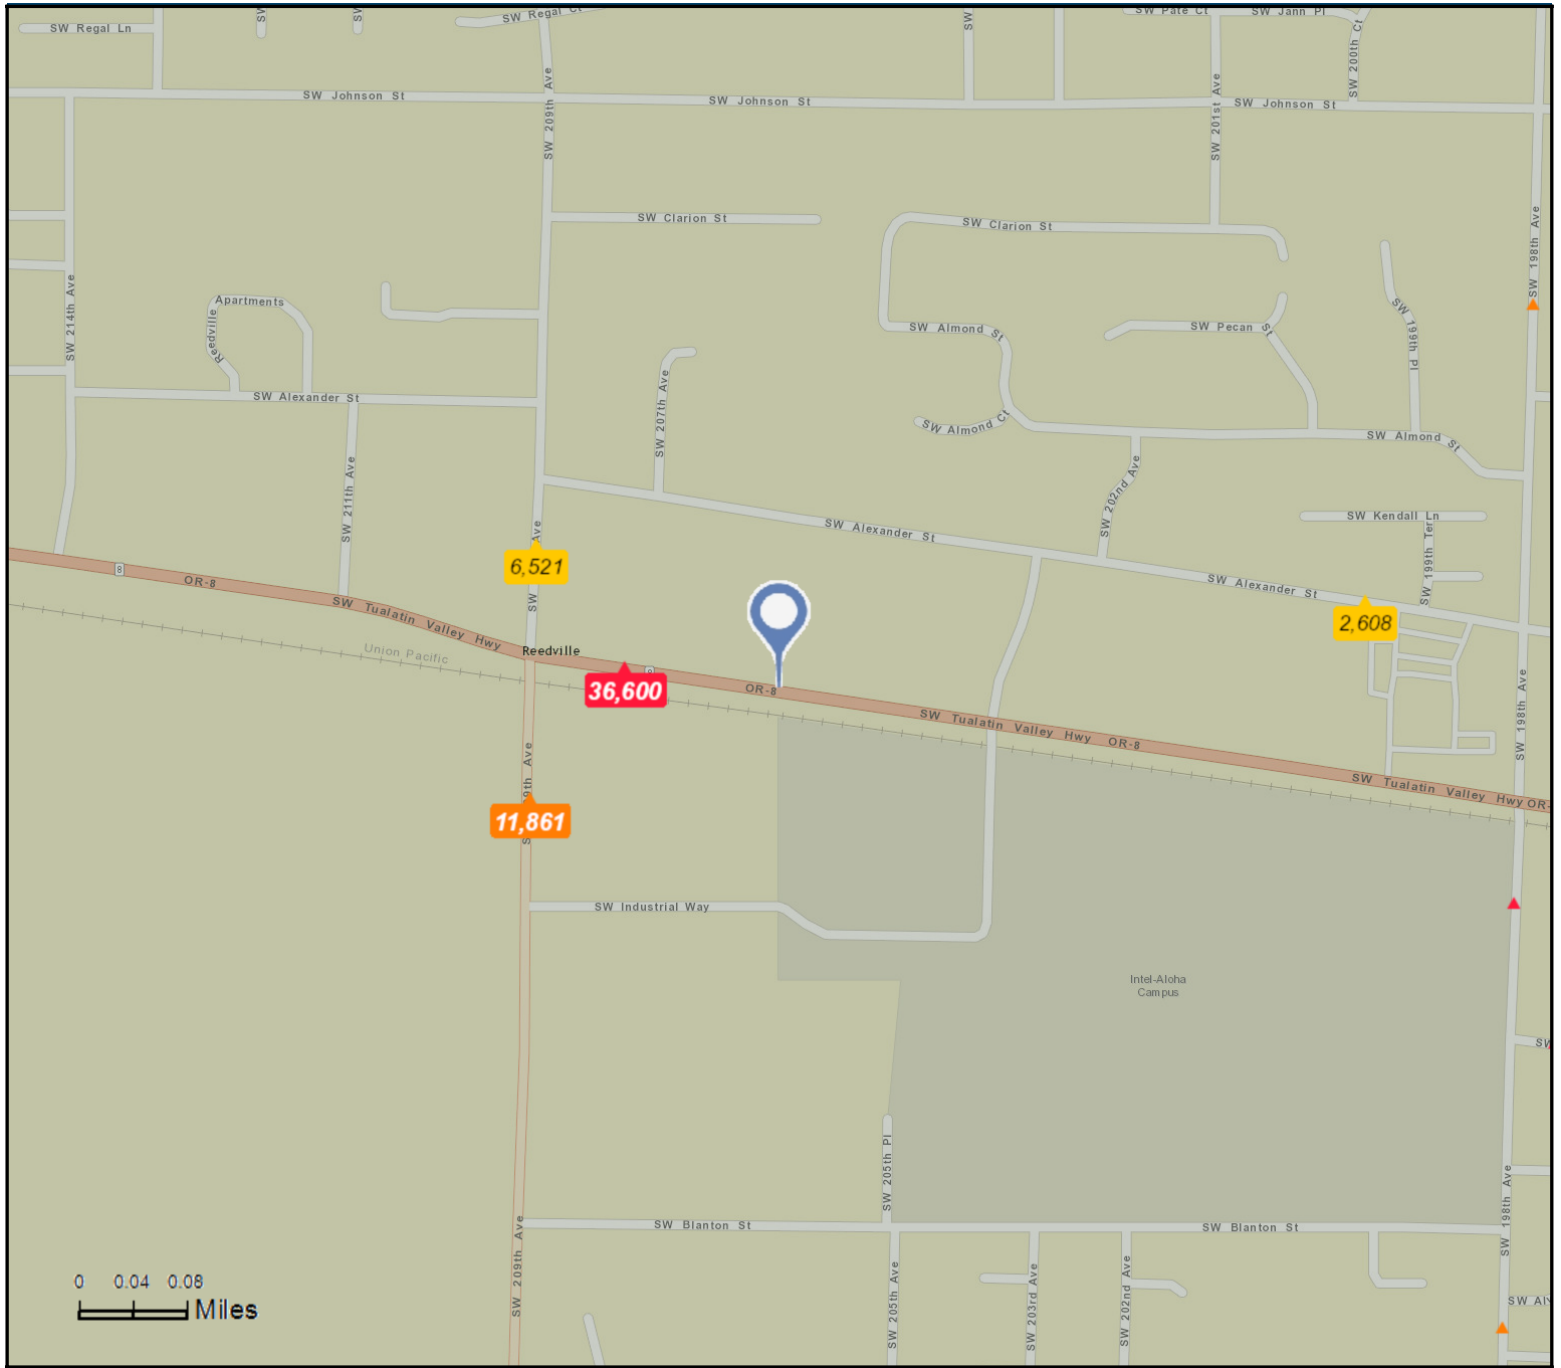 SW Regal Ln
SW
SW
SW Regal Ct
SW
SW Pate Ct
SW Jann Pl
SW 200th Ct
SW Johnson St
SW Johnson St
SW Johnson St
SW 209th Ave
SW 201st Ave
SW Clarion St
SW Clarion St
SW 198th Ave
SW 214th Ave
Apartments
Reedville
SW Almond St
SW Pecan St
SW 199th Pl
SW Alexander St
SW 207th Ave
SW Almond Ct
SW Almond St
SW 211th Ave
SW 202nd Ave
SW Alexander St
SW Kendall Ln
SW 199th Ter
SW Ave
6,521
8
OR-8
SW Tualatin Valley Hwy
SW Alexander St
2,608
Union Pacific
Reedville
36,600
OR-8
SW Tualatin Valley Hwy OR-8
SW 198th Ave
SW Tualatin Valley Hwy OR-
9th Ave
11,861
SW Industrial Way
Intel-Aloha
Campus
SW
SW 205th Pl
SW 198th Ave
SW Blanton St
SW Blanton St
SW 209th Ave
SW 205th Ave
SW 203rd Ave
SW 202nd Ave
0 0.04 0.08
Miles